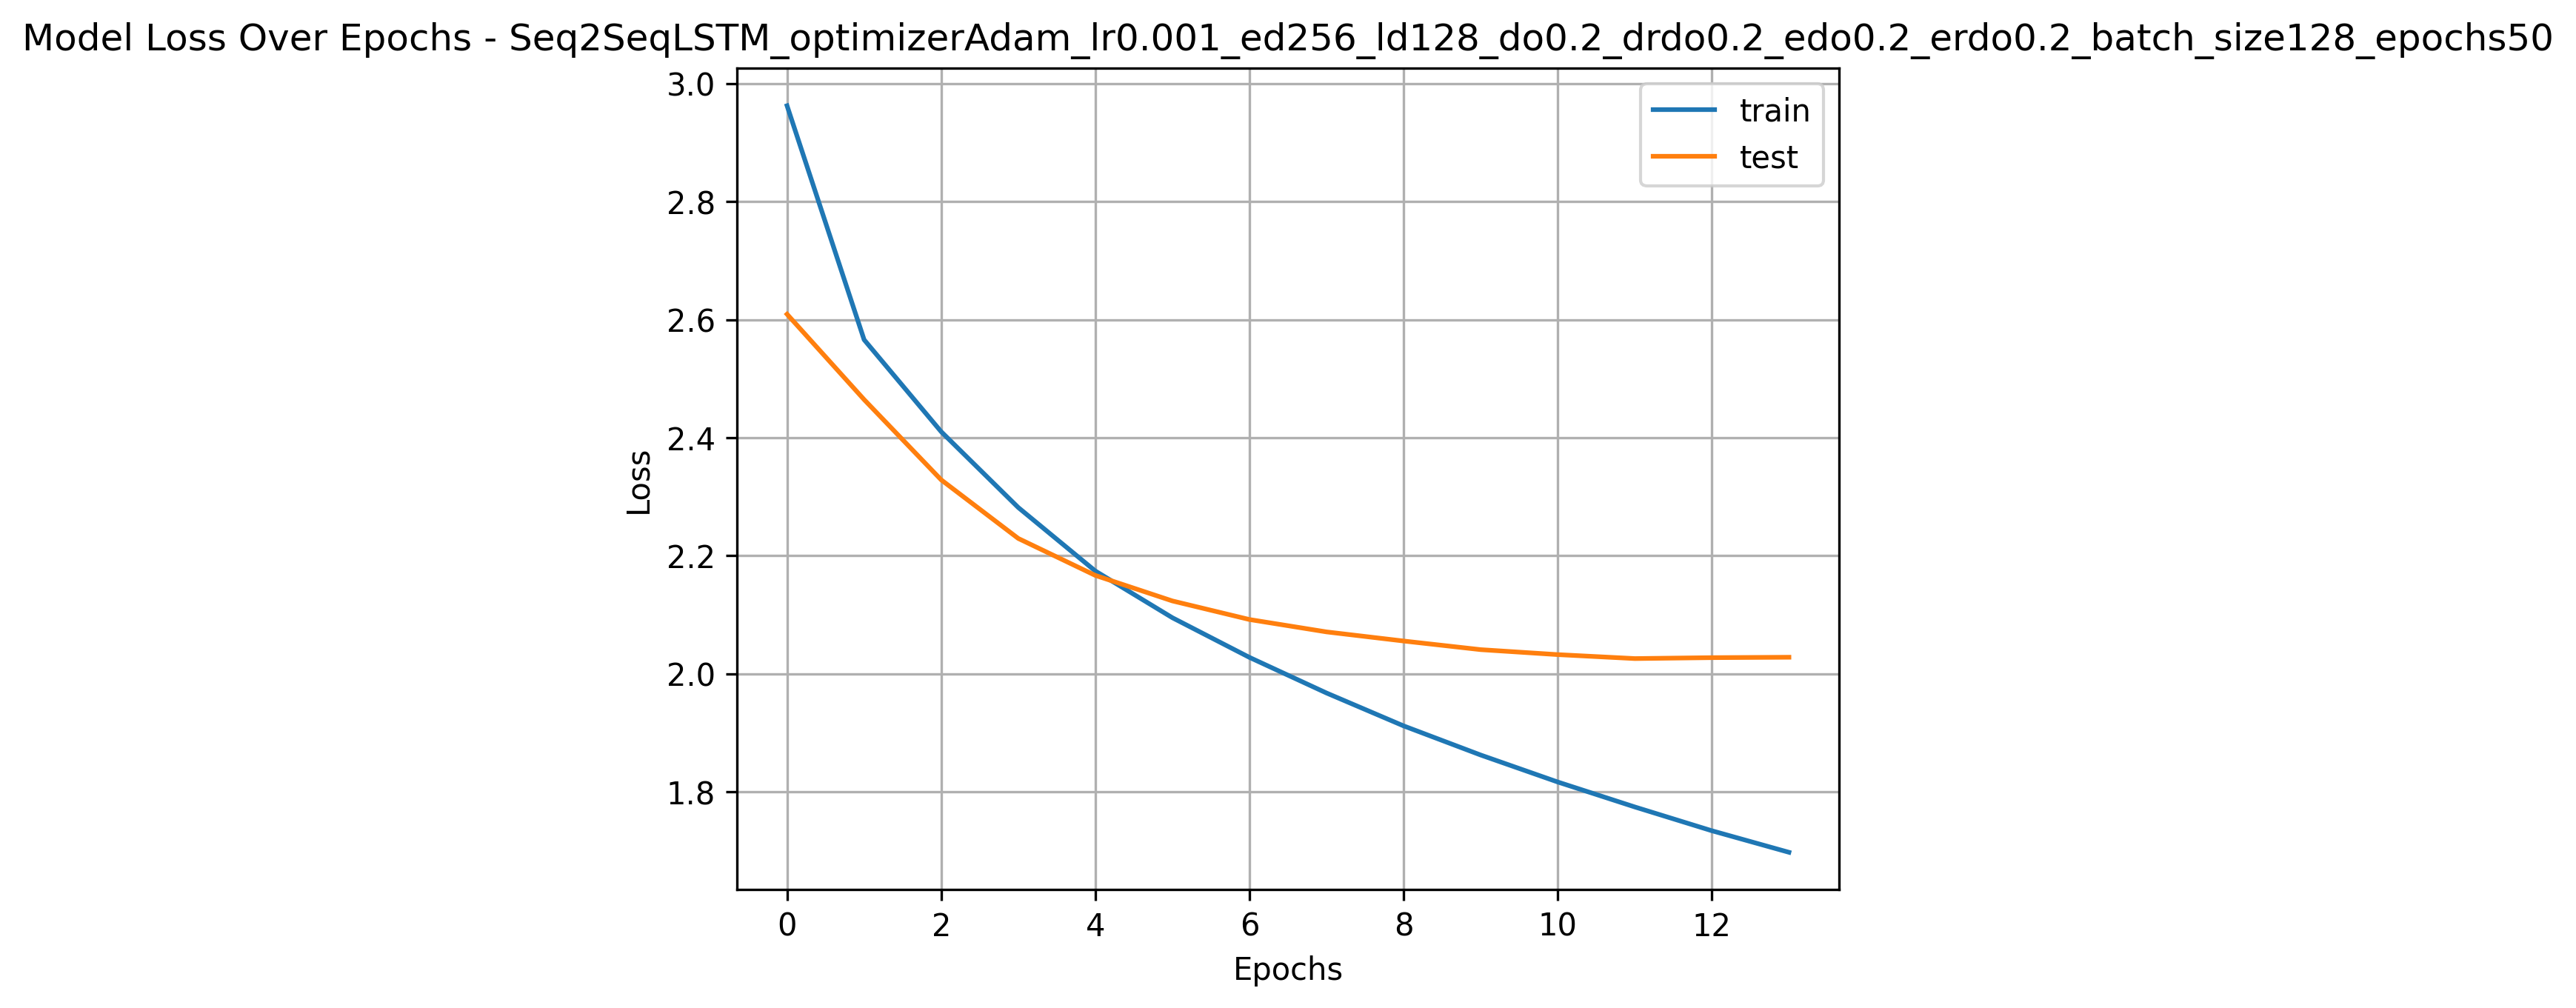 Model Loss Over Epochs - Seq2SeqLSTM_optimizerAdam_lr0.001_ed256_ld128_do0.2_drdo0.2_edo0.2_erdo0.2_batch_size128_epochs50
3.0
2.8
2.6
2.4
2.2
2.0
1.8
Loss
train
test
0 2 4 6 8 10 12
Epochs